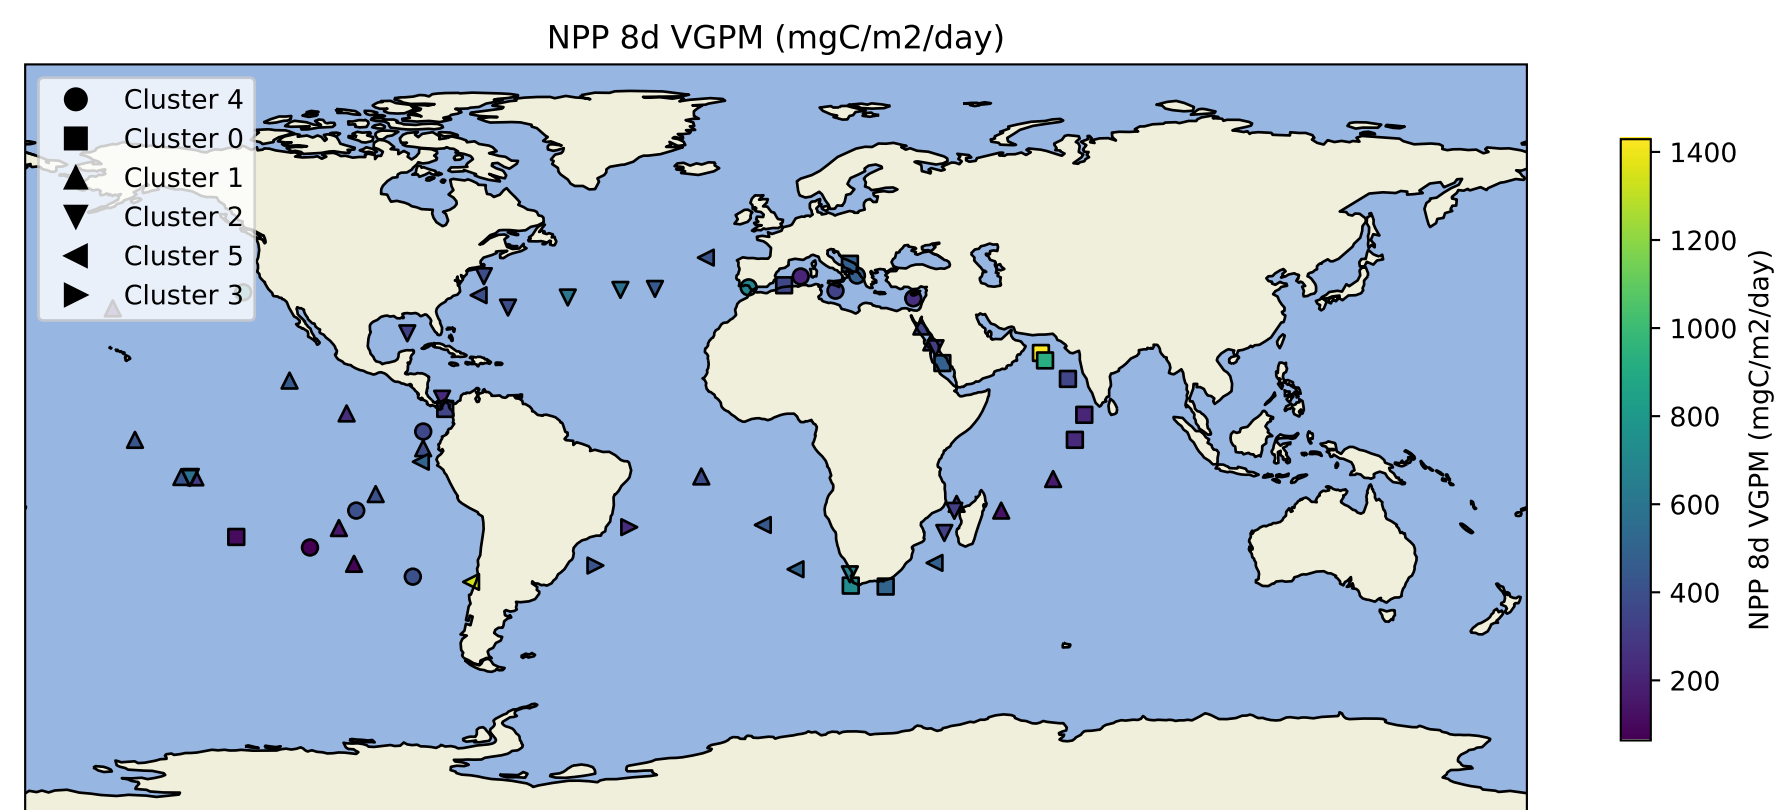 NPP 8d VGPM (mgC/m2/day)
Cluster 4
Cluster 0
Cluster 1
Cluster 2
Cluster 5
Cluster 3
1400
1200
1000
800
600
400
200
NPP 8d VGPM (mgC/m2/day)